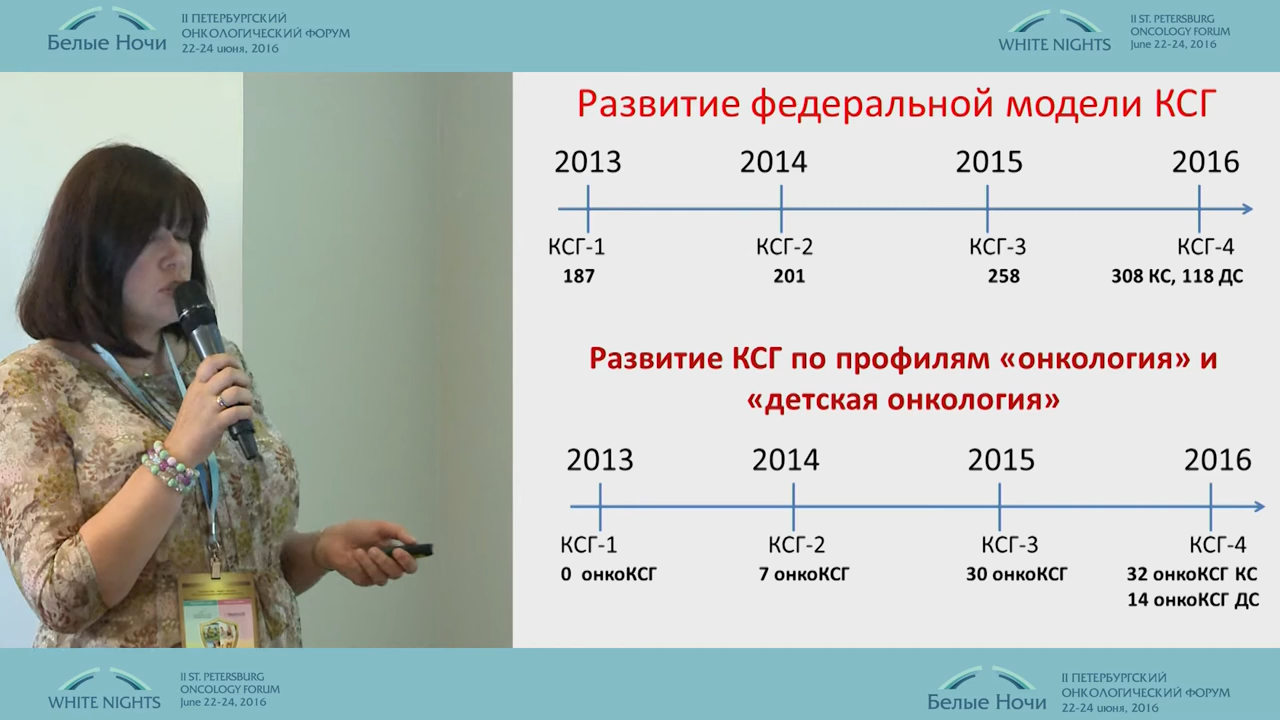 Белые Ночи
II ПЕТЕРБУРГСКИЙ
ОНКОЛОГИЧЕСКИЙ ФОРУМ
22-24 июня, 2016
WHITE NIGHTS
II ST. PETERSBURG
ONCOLOGY FORUM
June 22-24, 2016
Развитие федеральной модели КСГ
2013 2014 2015 2016
КСГ-1 КСГ-2 КСГ-3 КСГ-4
187 201 258 308 КС, 118 ДС
Развитие КСГ по профилям «онкология» и
«детская онкология»
2013 2014 2015 2016
КСГ-1 КСГ-2 КСГ-3 КСГ-4
0 онкоКСГ 7 онкоКСГ 30 онкоКСГ 32 онкоКСГ КС
14 онкоКСГ ДС
WHITE NIGHTS
II ST. PETERSBURG
ONCOLOGY FORUM
June 22-24, 2016
Белые Ночи
II ПЕТЕРБУРГСКИЙ
ОНКОЛОГИЧЕСКИЙ ФОРУМ
22-24 июня, 2016